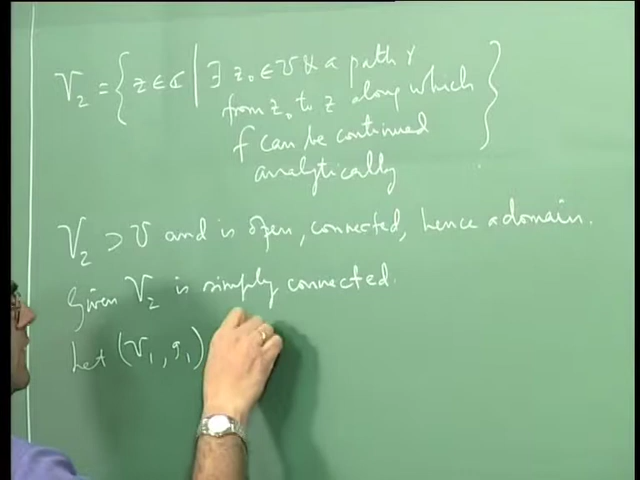 V₂ = { z ∈ ℂ | ∃ z₀ ∈ U & a path γ
from z₀ to z along which
f can be continued
analytically }
V₂ ⊃ U and is open, connected, hence a domain.
Given V₂ is simply connected.
Let (V₁, g₁)